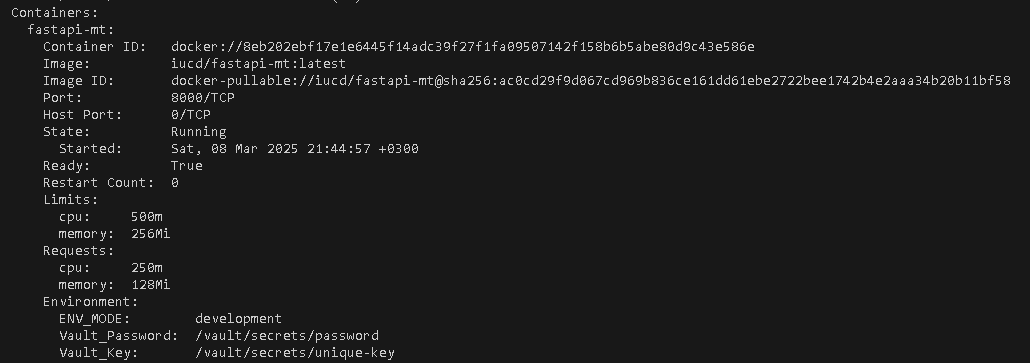 Containers:
  fastapi-mt:
    Container ID:   docker://8eb202ebf17e1e6445f14adc39f27f1fa09507142f158b6b5abe80d9c43e586e
    Image:          iucd/fastapi-mt:latest
    Image ID:       docker-pullable://iucd/fastapi-mt@sha256:ac0cd29f9d067cd969b836ce161dd61ebe2722bee1742b4e2aaa34b20b11bf58
    Port:           8000/TCP
    Host Port:      0/TCP
    State:          Running
      Started:      Sat, 08 Mar 2025 21:44:57 +0300
    Ready:          True
    Restart Count:  0
    Limits:
      cpu:     500m
      memory:  256Mi
    Requests:
      cpu:     250m
      memory:  128Mi
    Environment:
      ENV_MODE:        development
      Vault_Password:  /vault/secrets/password
      Vault_Key:       /vault/secrets/unique-key